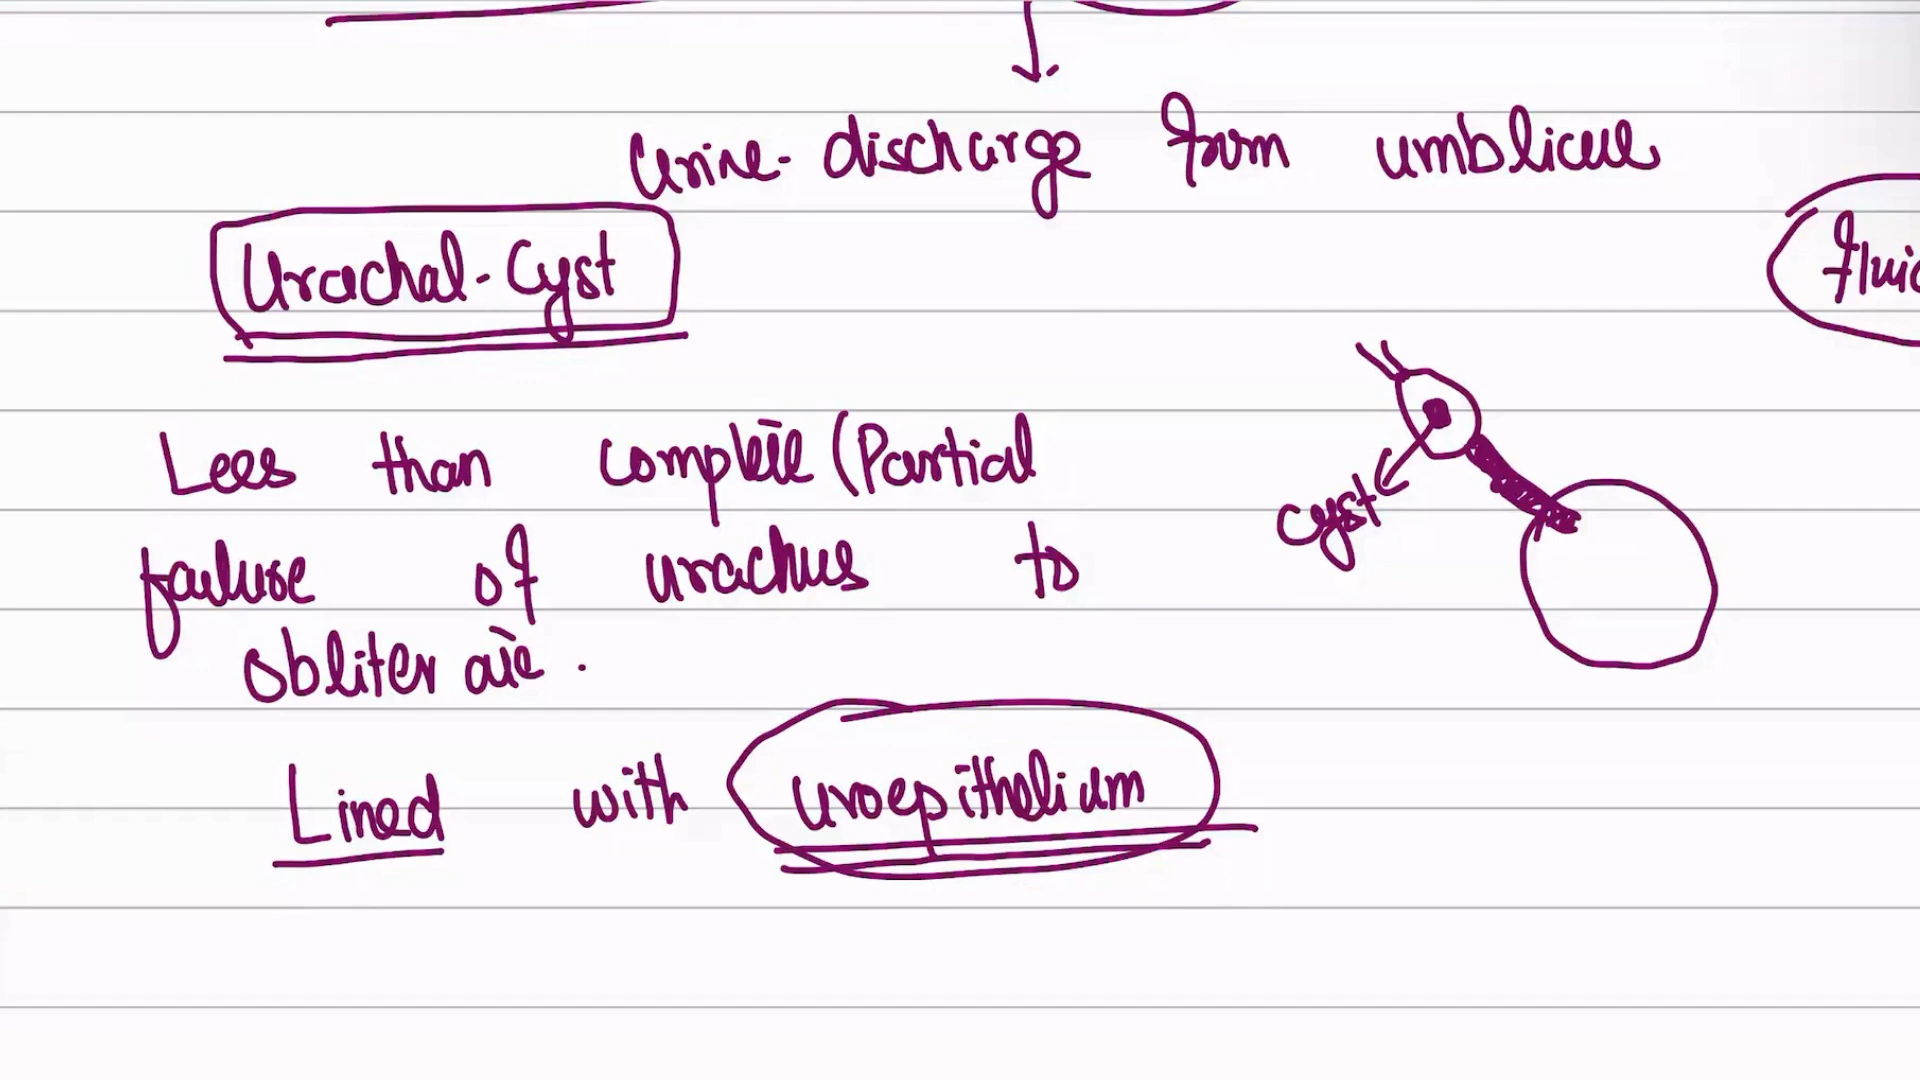 Urine- discharge from umblicus
Urachal-Cyst
Fluid
Less than complete (Partial
failure of urachus to
obliterate.
cyst
Lined with uroepithelium